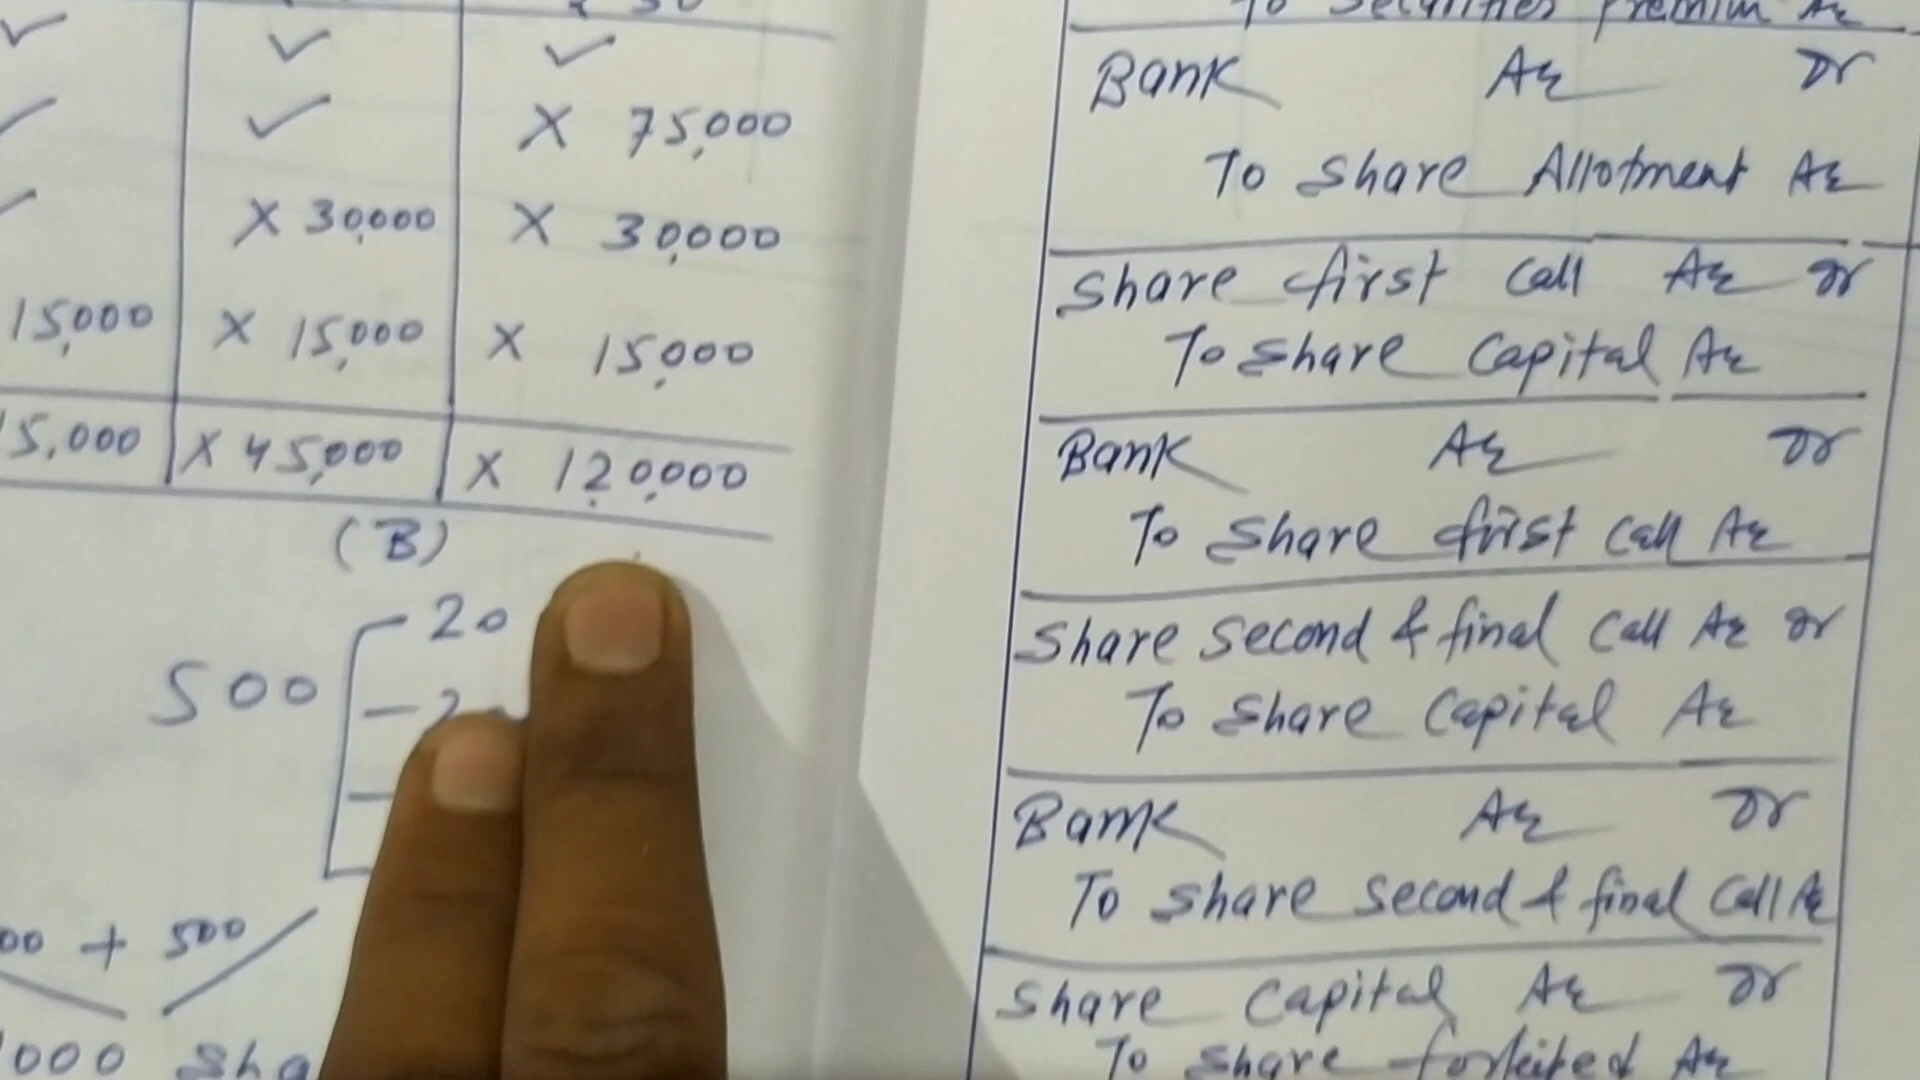 ✓ ✓ ✓
✓ ✓ X 75,000
✓ X 30,000 X 30,000
15,000 X 15,000 X 15,000
5,000 X 45,000 X 120,000
(B)
20
500
00 + 500
1000 Sha
To Securities Premium A/c
Bank A/c Dr
To Share Allotment A/c
Share first Call A/c Dr
To Share Capital A/c
Bank A/c Dr
To Share first Call A/c
Share Second & final Call A/c Dr
To Share Capital A/c
Bank A/c Dr
To Share Second & final Call A/c
Share Capital A/c Dr
To Share forfeited A/c